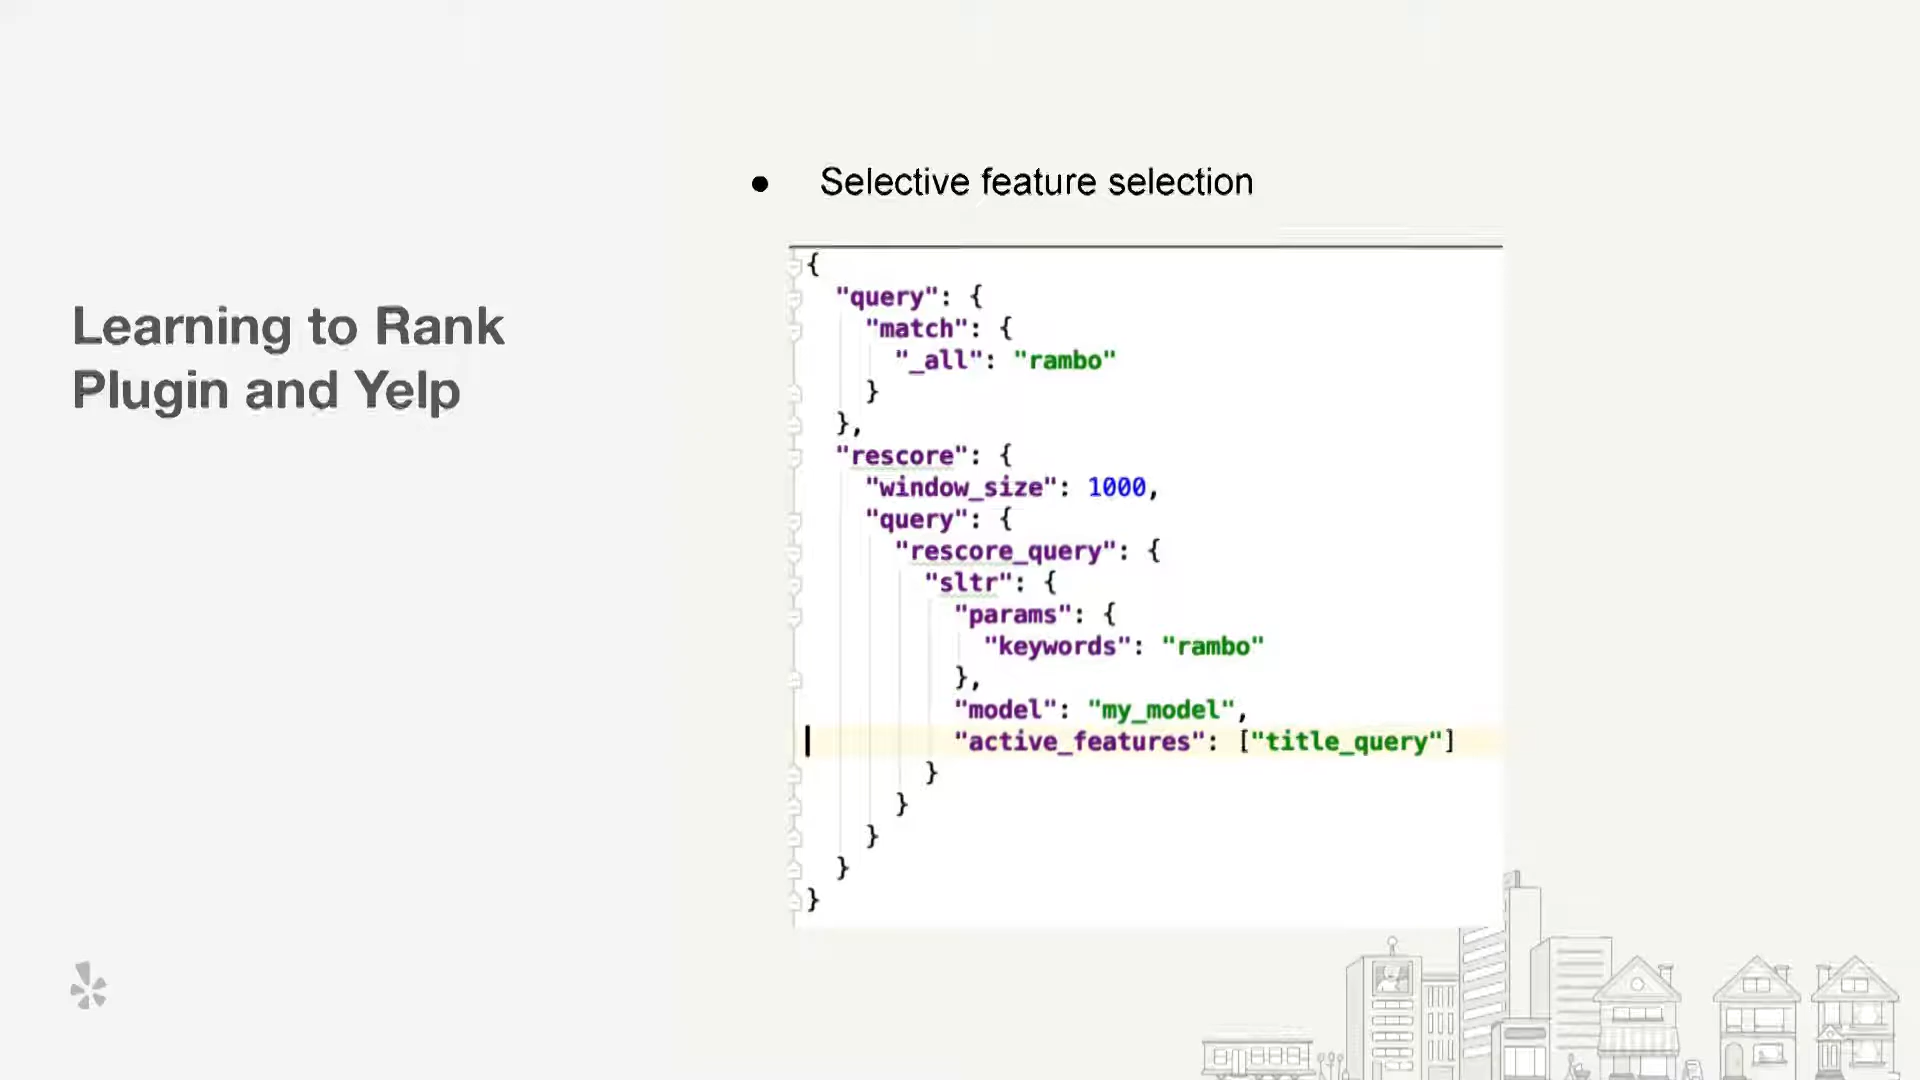 Learning to Rank
Plugin and Yelp
● Selective feature selection
{
  "query": {
    "match": {
      "_all": "rambo"
    }
  },
  "rescore": {
    "window_size": 1000,
    "query": {
      "rescore_query": {
        "sltr": {
          "params": {
            "keywords": "rambo"
          },
          "model": "my_model",
          "active_features": ["title_query"]
        }
      }
    }
  }
}